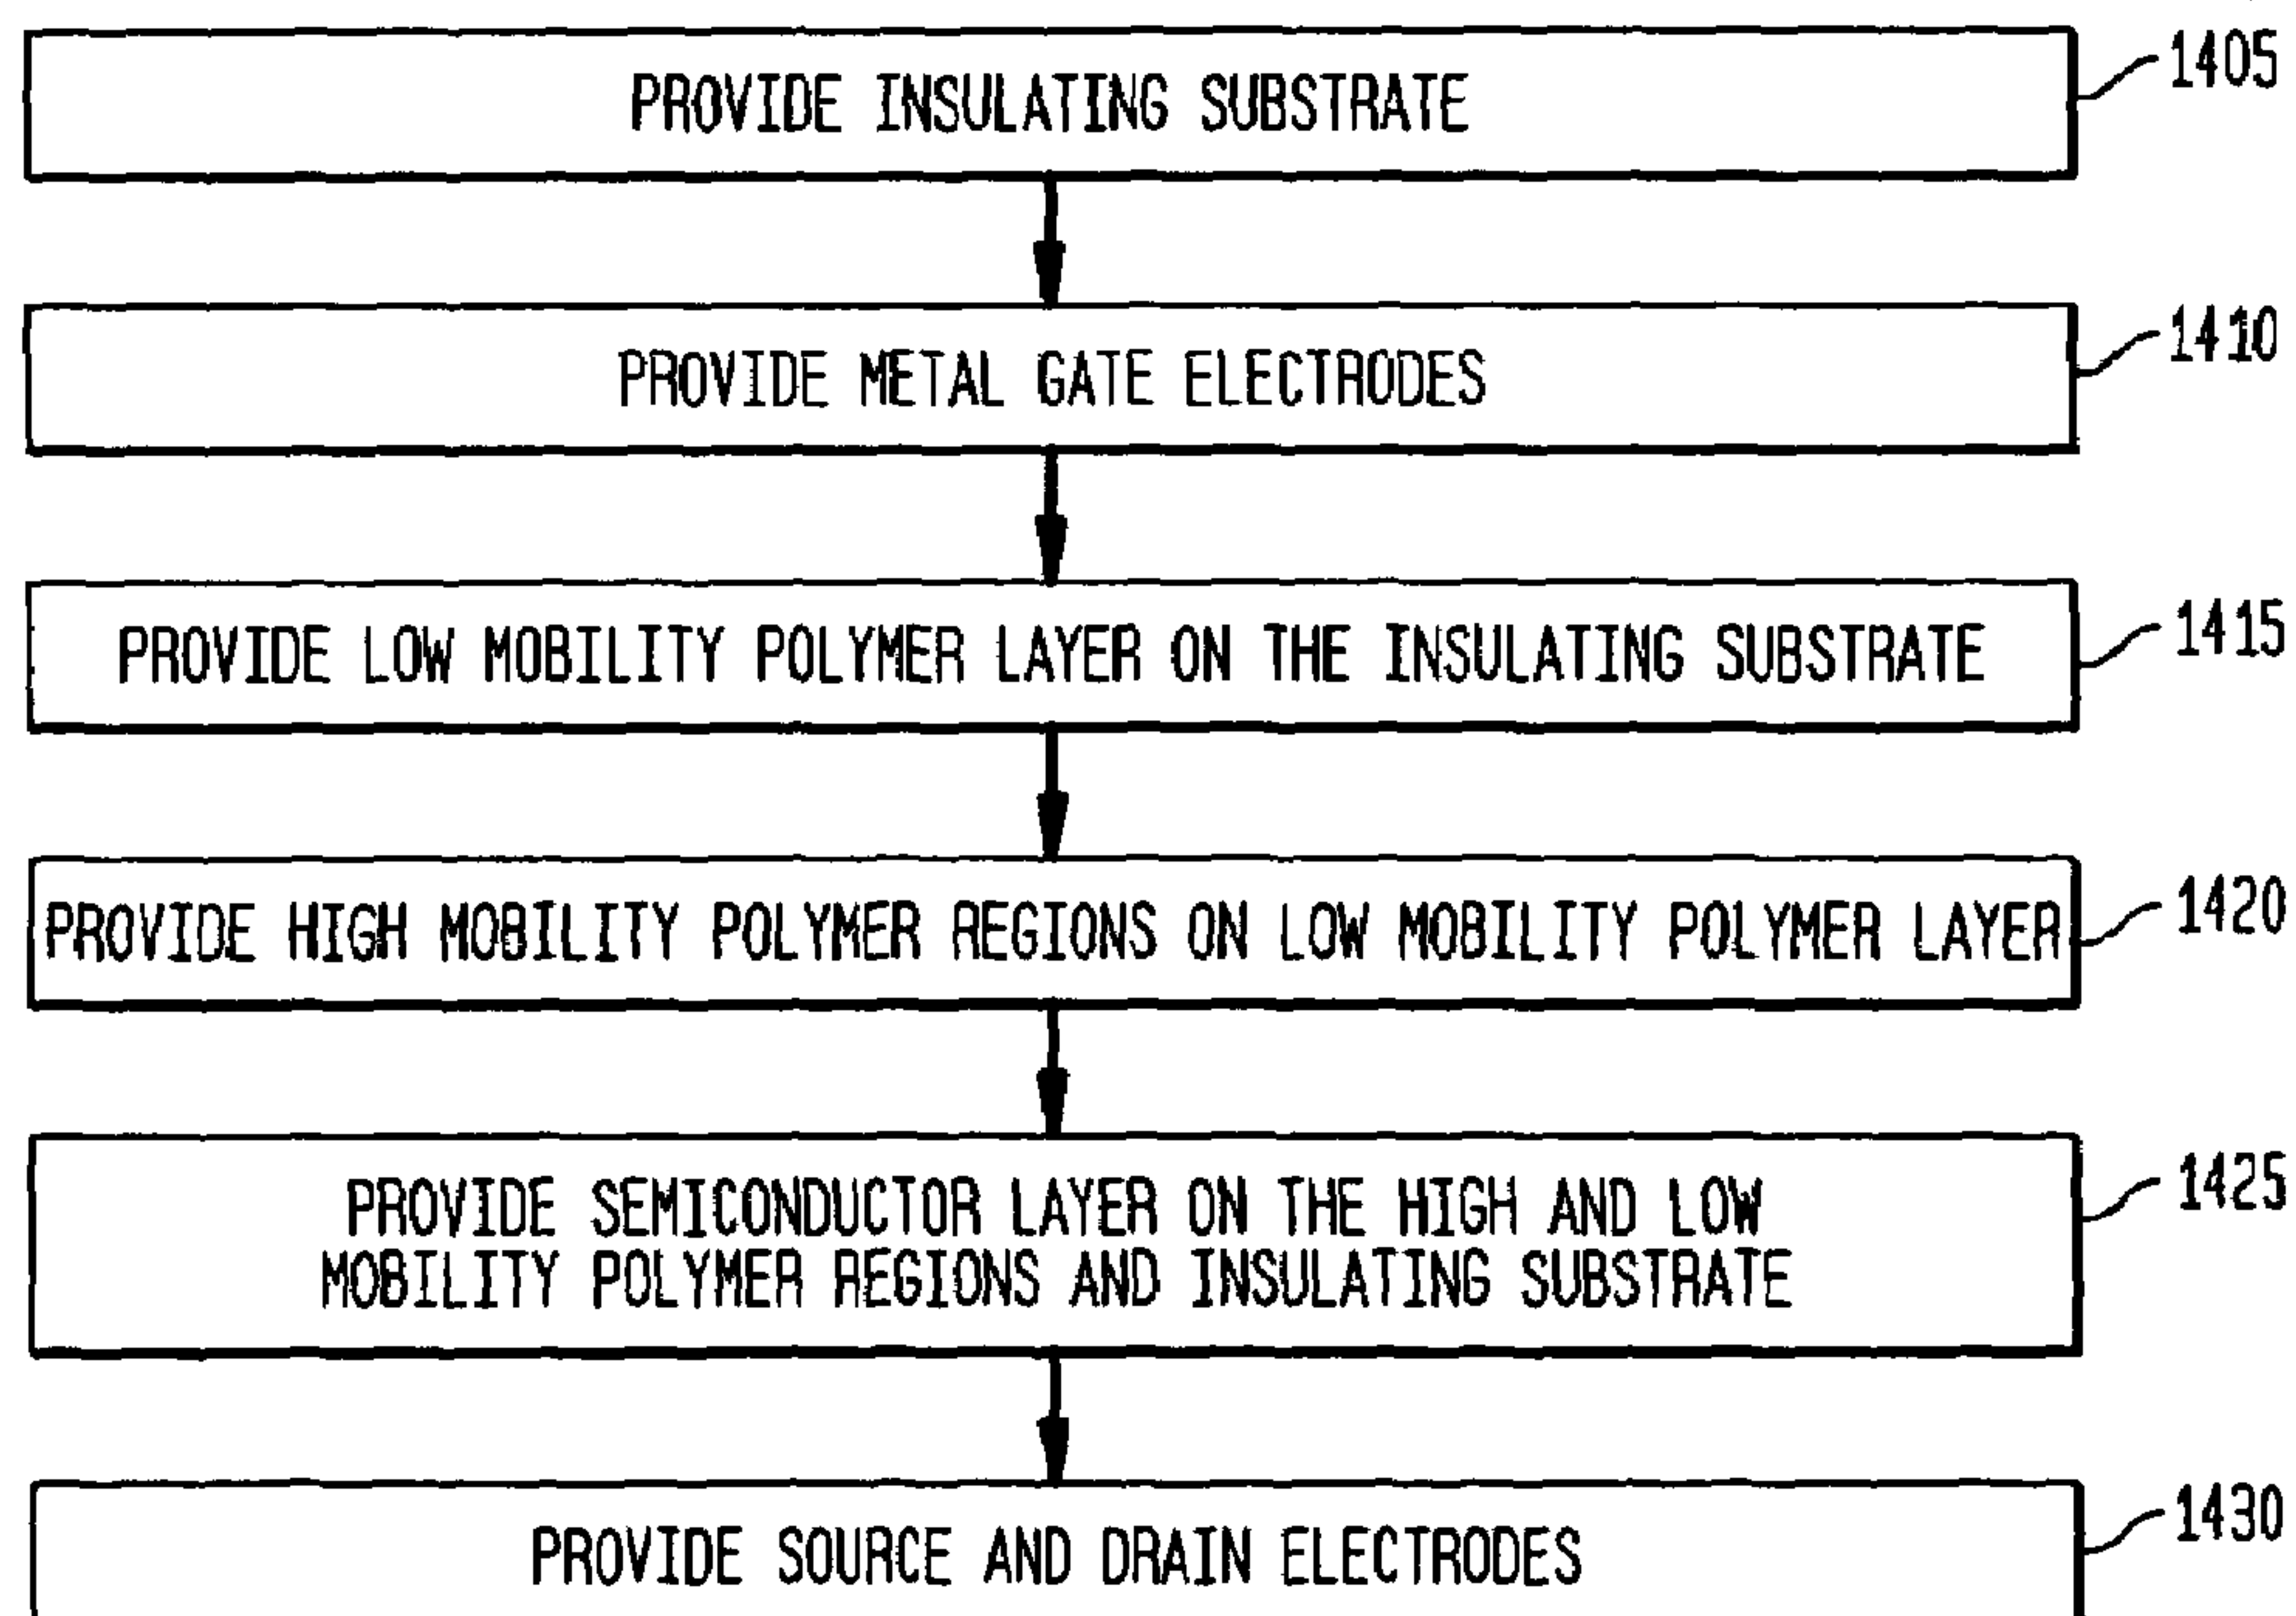 PROVIDE INSULATING SUBSTRATE
1405
PROVIDE METAL GATE ELECTRODES
1410
PROVIDE LOW MOBILITY POLYMER LAYER ON THE INSULATING SUBSTRATE
1415
PROVIDE HIGH MOBILITY POLYMER REGIONS ON LOW MOBILITY POLYMER LAYER
1420
PROVIDE SEMICONDUCTOR LAYER ON THE HIGH AND LOW
MOBILITY POLYMER REGIONS AND INSULATING SUBSTRATE
1425
PROVIDE SOURCE AND DRAIN ELECTRODES
1430